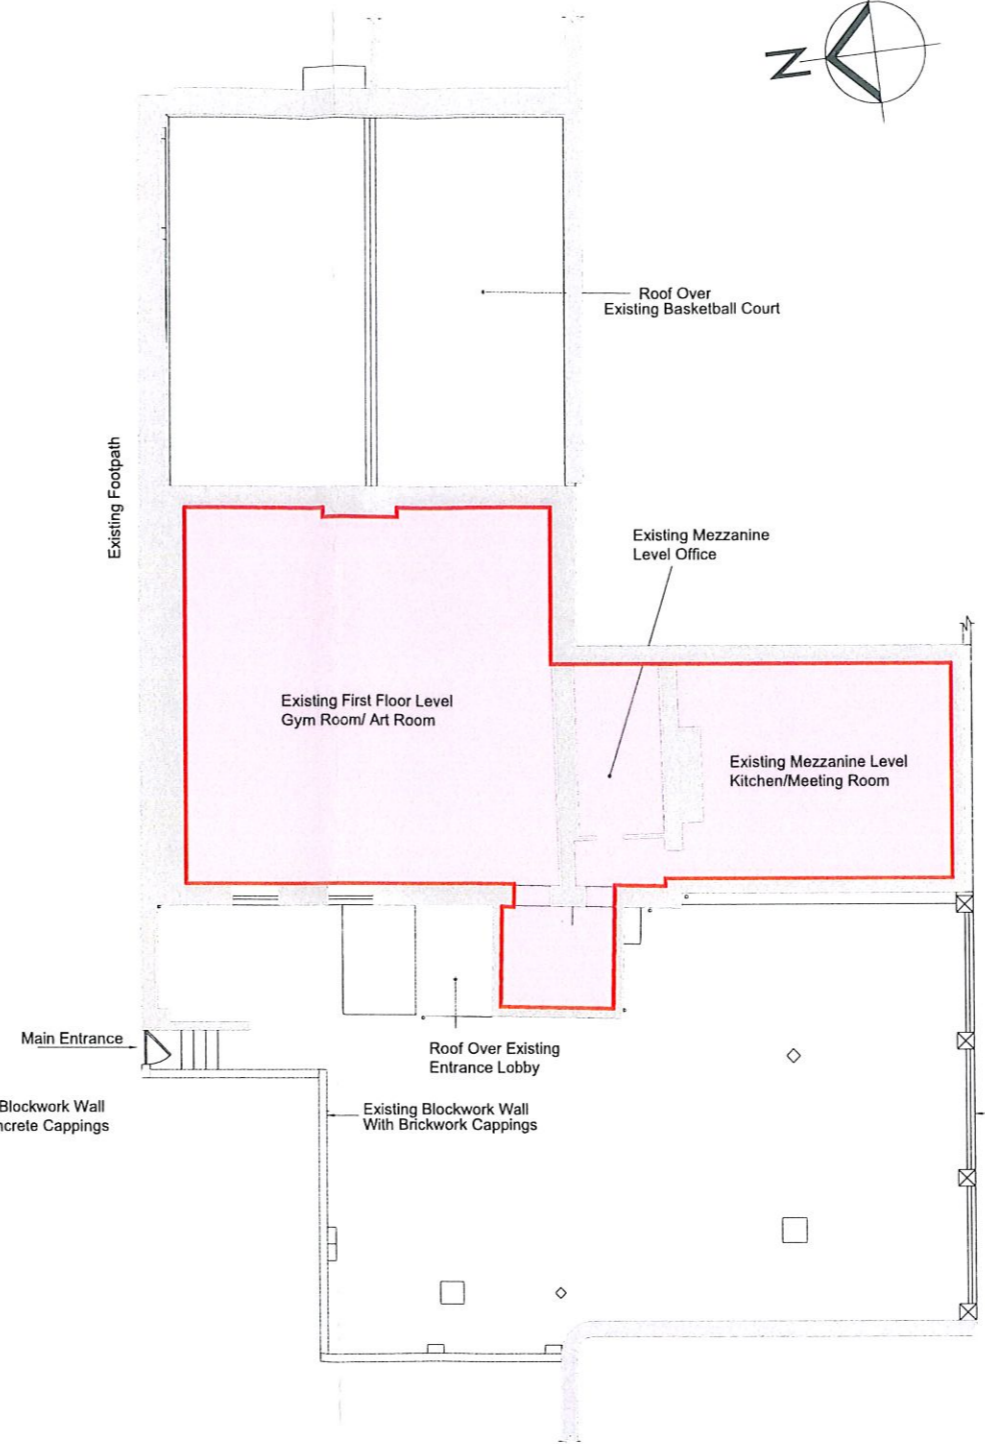 N
Roof Over
Existing Basketball Court
Existing Footpath
Existing Mezzanine
Level Office
Existing First Floor Level
Gym Room/ Art Room
Existing Mezzanine Level
Kitchen/Meeting Room
Main Entrance
Roof Over Existing
Entrance Lobby
Blockwork Wall
ncrete Cappings
Existing Blockwork Wall
With Brickwork Cappings